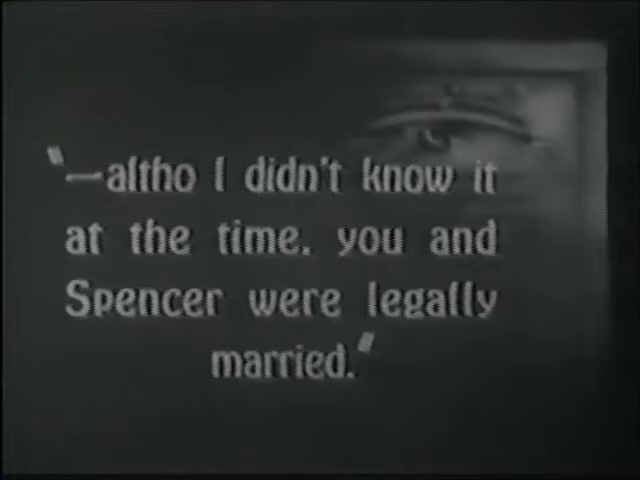 "—altho I didn't know it
at the time. you and
Spencer were legally
married."